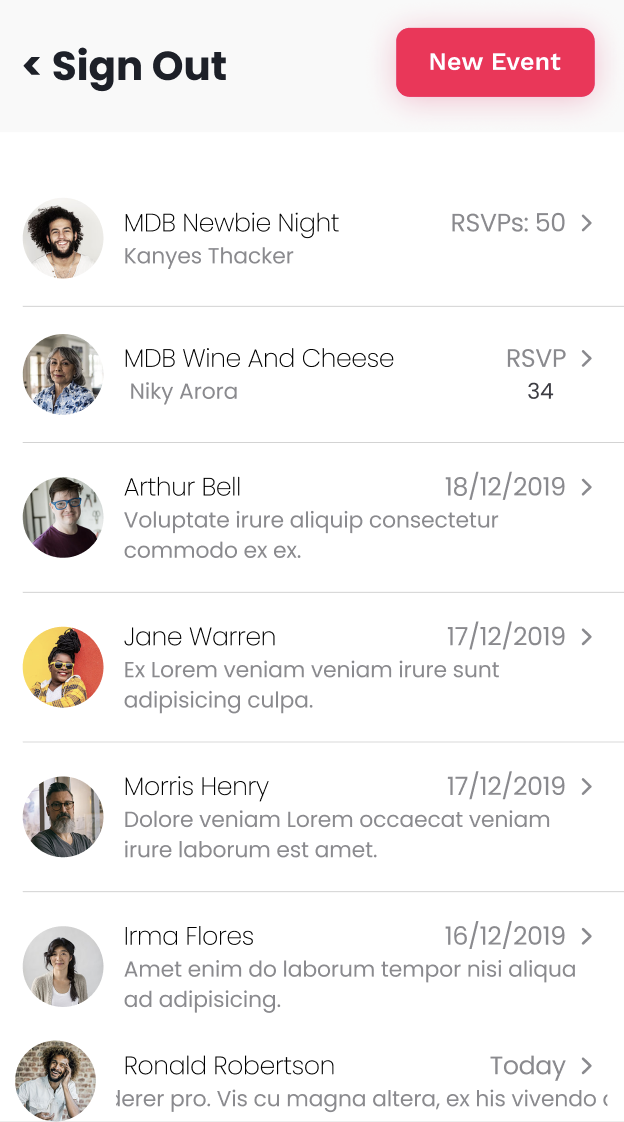 < Sign Out
New Event
MDB Newbie Night
RSVPs: 50 >
Kanyes Thacker
MDB Wine And Cheese
RSVP >
Niky Arora
34
Arthur Bell
18/12/2019 >
Voluptate irure aliquip consectetur
commodo ex ex.
Jane Warren
17/12/2019 >
Ex Lorem veniam veniam irure sunt
adipisicing culpa.
Morris Henry
17/12/2019 >
Dolore veniam Lorem occaecat veniam
irure laborum est amet.
Irma Flores
16/12/2019 >
Amet enim do laborum tempor nisi aliqua
ad adipisicing.
Ronald Robertson
Today >
derer pro. Vis cu magna altera, ex his vivendo